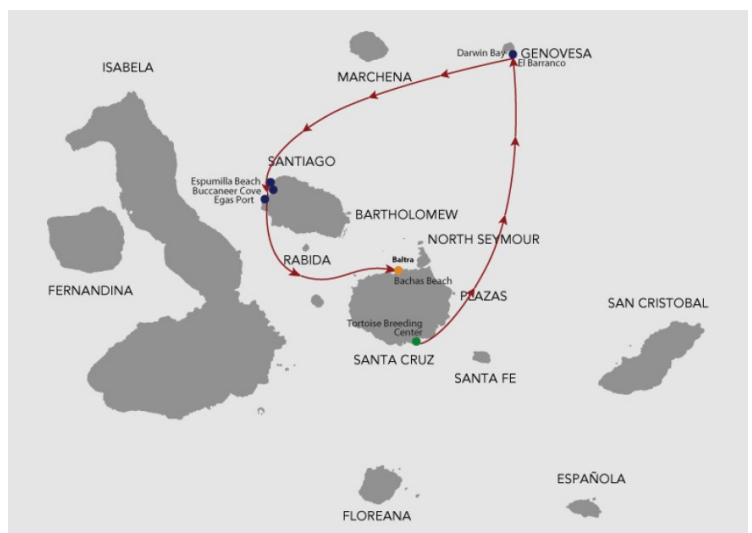 Darwin Bay
GENOVESA
El Barranco
ISABELA
MARCHENA
SANTIAGO
Espumilla Beach
Buccaneer Cove
Egas Port
BARTHOLOMEW
NORTH SEYMOUR
RABIDA
Baltra
Bachas Beach
FERNANDINA
PLAZAS
SAN CRISTOBAL
Tortoise Breeding
Center
SANTA CRUZ
SANTA FE
ESPAÑOLA
FLOREANA